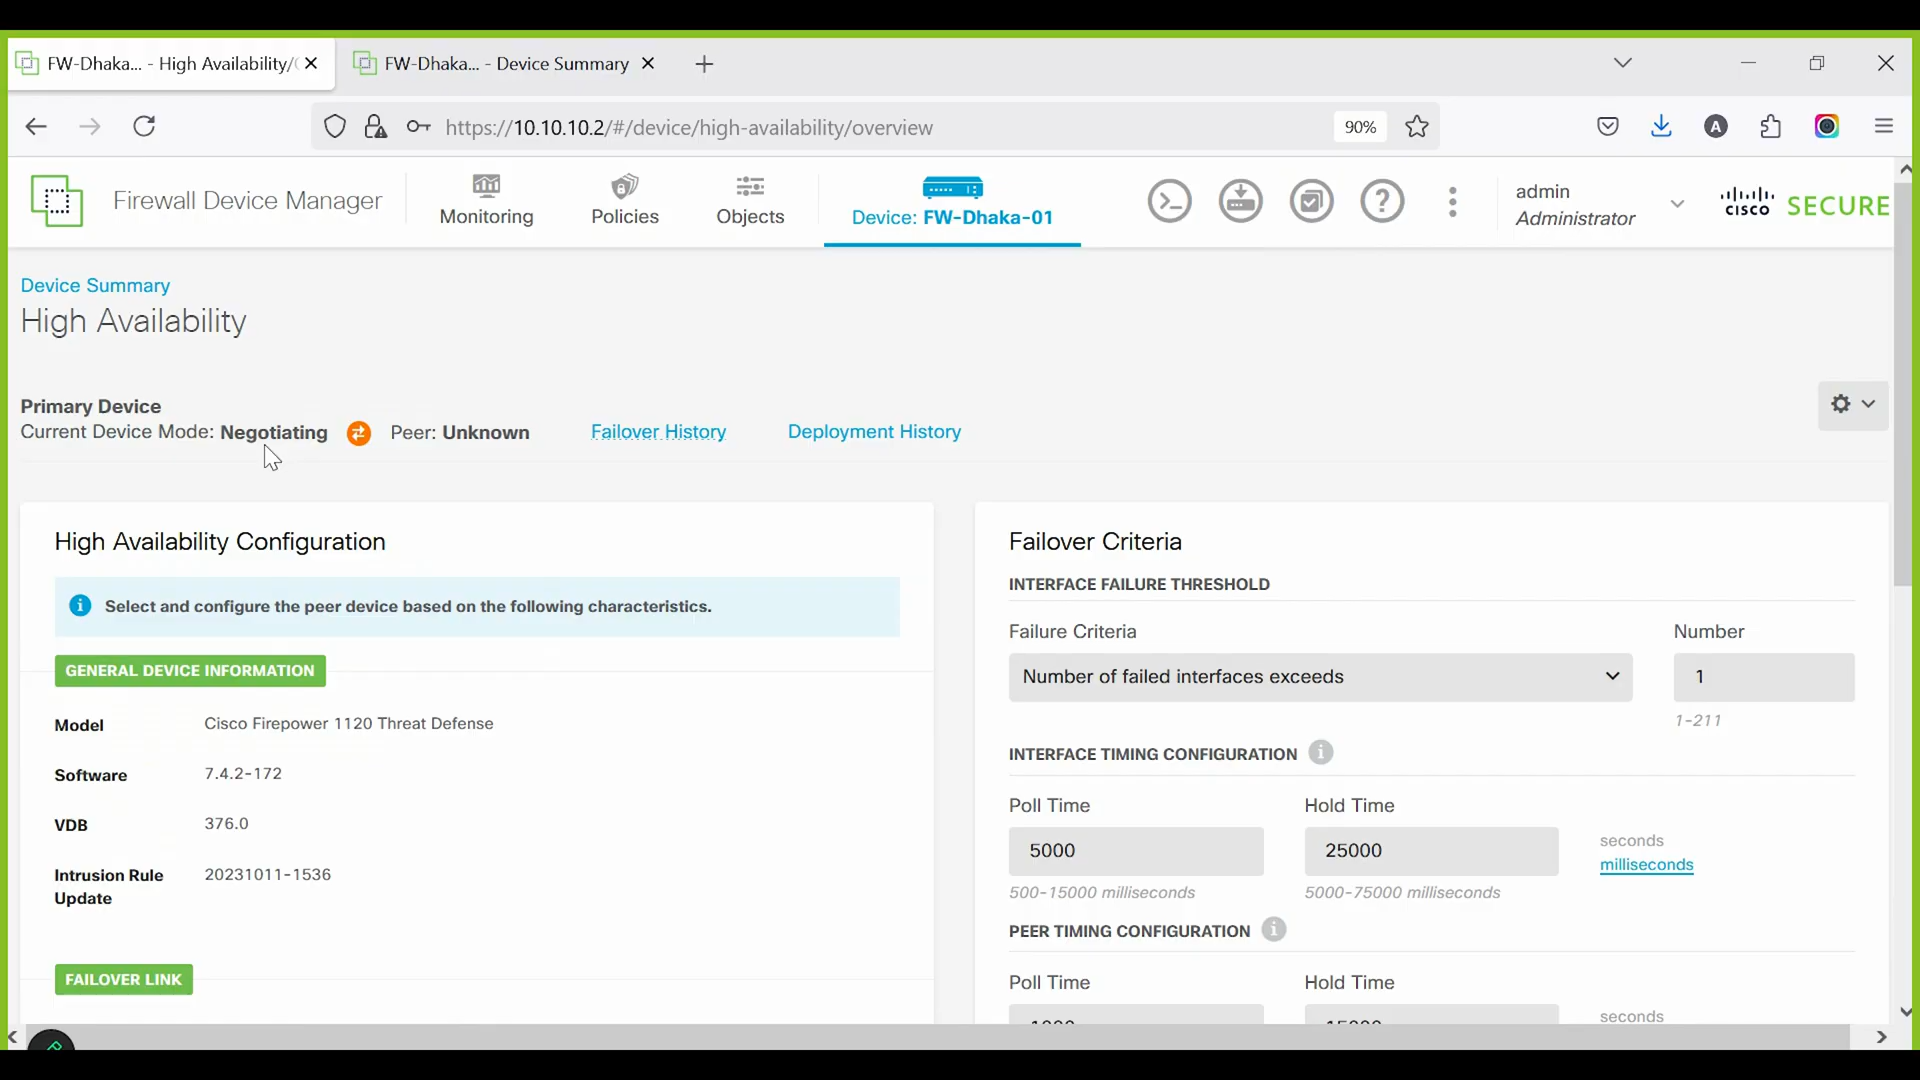 FW-Dhaka... - High Availability/
FW-Dhaka... - Device Summary
https://10.10.10.2/#/device/high-availability/overview
90%
A
Firewall Device Manager
Monitoring
Policies
Objects
Device: FW-Dhaka-01
admin
Administrator
CISCO SECURE
Device Summary
High Availability
Primary Device
Current Device Mode: Negotiating Peer: Unknown Failover History Deployment History
High Availability Configuration
Select and configure the peer device based on the following characteristics.
GENERAL DEVICE INFORMATION
Model Cisco Firepower 1120 Threat Defense
Software 7.4.2-172
VDB 376.0
Intrusion Rule Update 20231011-1536
FAILOVER LINK
Failover Criteria
INTERFACE FAILURE THRESHOLD
Failure Criteria Number
Number of failed interfaces exceeds 1
1-211
INTERFACE TIMING CONFIGURATION
Poll Time Hold Time
5000 25000 seconds
milliseconds
500-15000 milliseconds 5000-75000 milliseconds
PEER TIMING CONFIGURATION
Poll Time Hold Time
seconds